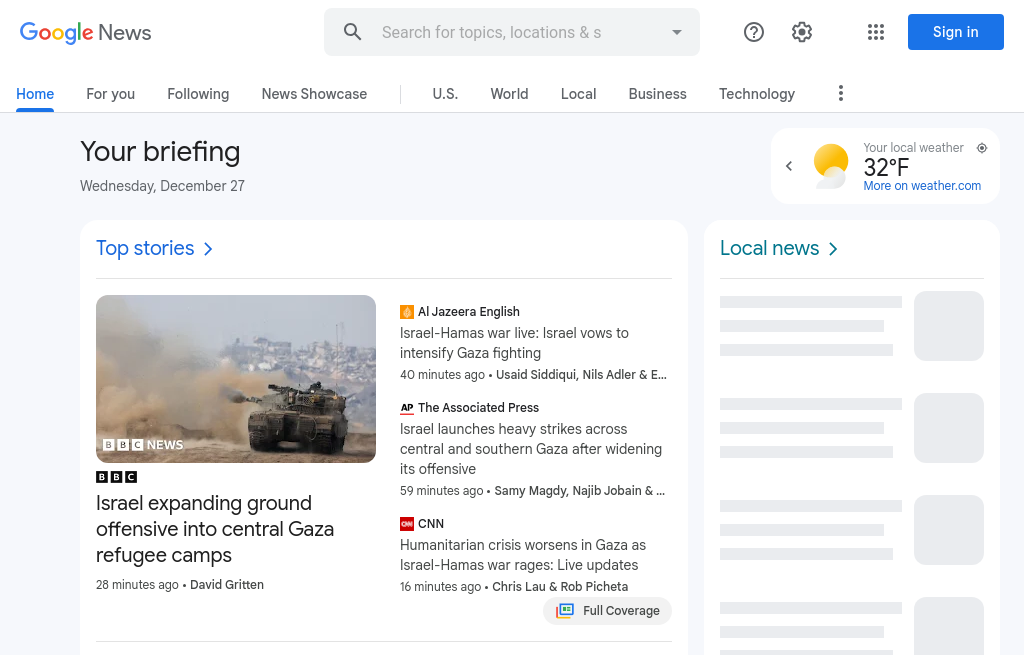 Google News
Search for topics, locations & s
Sign in
Home
For you
Following
News Showcase
U.S.
World
Local
Business
Technology
Your briefing
Wednesday, December 27
Your local weather
32°F
More on weather.com
Top stories
BBC NEWS
BBC
Israel expanding ground
offensive into central Gaza
refugee camps
28 minutes ago • David Gritten
Al Jazeera English
Israel-Hamas war live: Israel vows to
intensify Gaza fighting
40 minutes ago • Usaid Siddiqui, Nils Adler & E...
AP The Associated Press
Israel launches heavy strikes across
central and southern Gaza after widening
its offensive
59 minutes ago • Samy Magdy, Najib Jobain & ...
CNN CNN
Humanitarian crisis worsens in Gaza as
Israel-Hamas war rages: Live updates
16 minutes ago • Chris Lau & Rob Picheta
Full Coverage
Local news